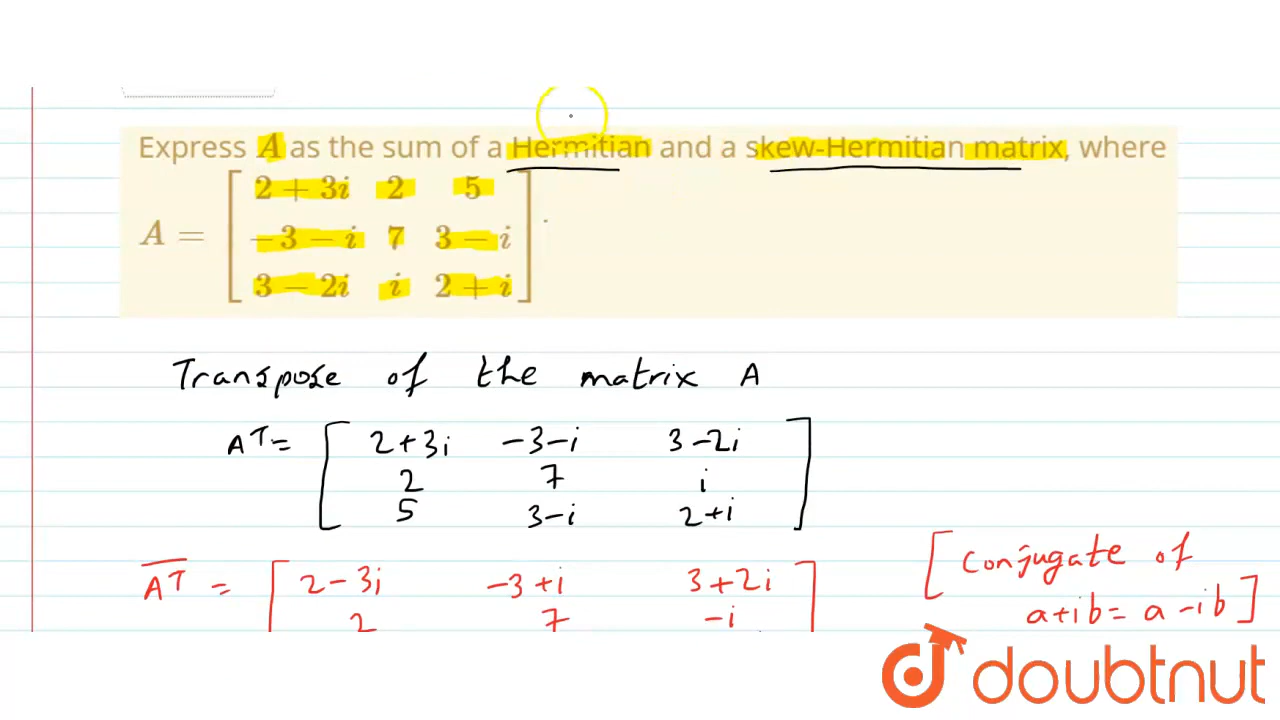 Express A as the sum of a Hermitian and a skew-Hermitian matrix, where
2 + 3i 2 5
A = -3 - i 7 3 - i .
3 - 2i i 2 + i
Transpose of the matrix A
A^T = [ 2+3i -3-i 3-2i ]
2 7 i
5 3-i 2+i
A^T = [ 2-3i -3+i 3+2i ]
2 7 -i
[ Conjugate of
a+ib = a-ib ]
doubtnut